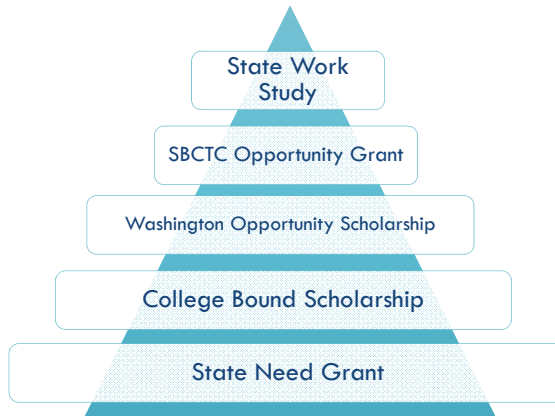 State Work
Study
SBCTC Opportunity Grant
Washington Opportunity Scholarship
College Bound Scholarship
State Need Grant